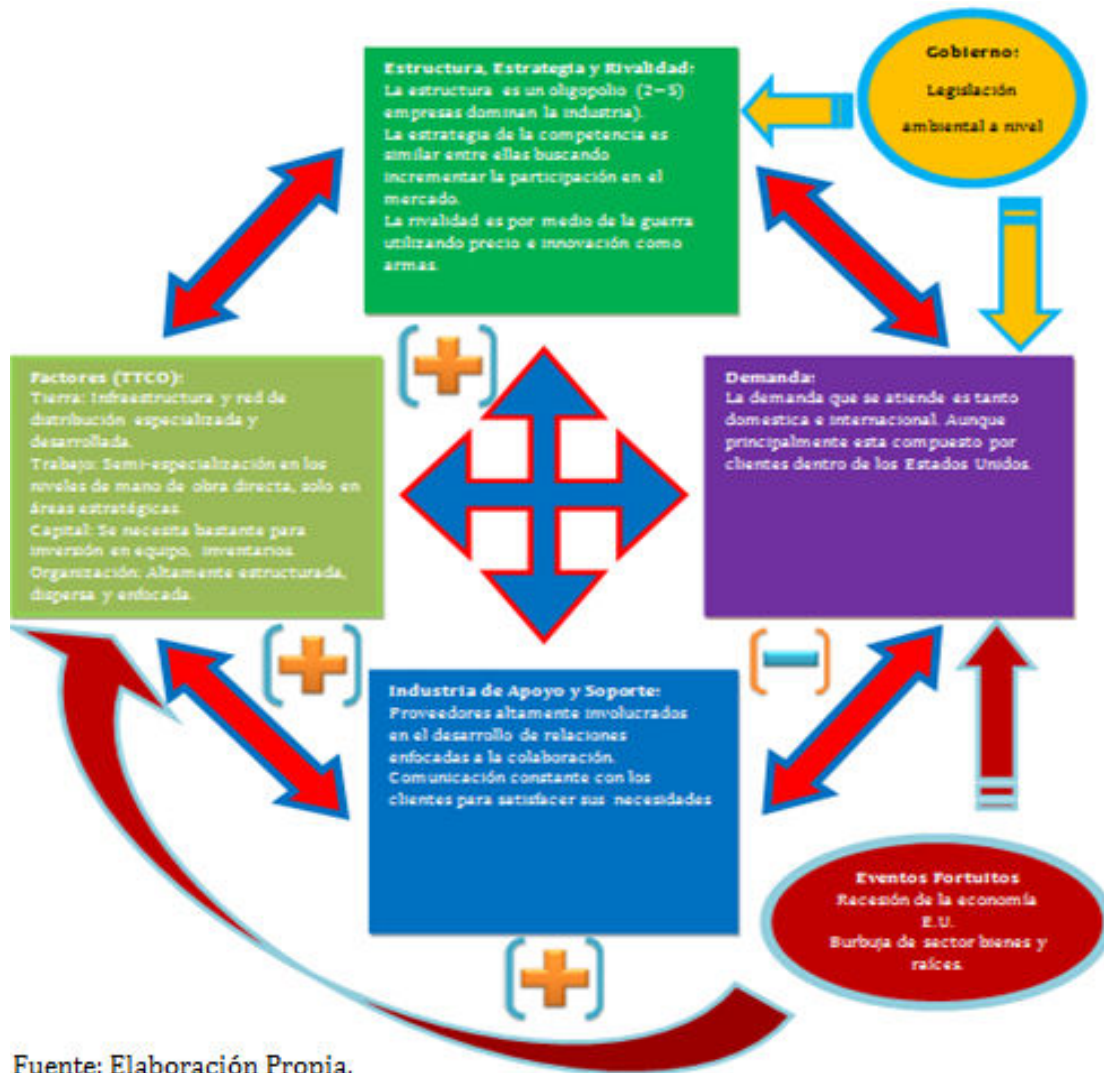 Estructura, Estrategia y Rivalidad:
La estructura es un oligopolio (2-5)
empresas dominan la industria).
La estrategia de la competencia es
similar entre ellas buscando
incrementar la participación en el
mercado.
La rivalidad es por medio de la guerra
utilizando precio e innovación como
armas.
Gobierno:
Legislación
ambiental a nivel
Factores (TTCO):
Tierra: Infraestructura y red de
distribución especializada y
desarrollada.
Trabajo: Semi-especialización en los
niveles de mano de obra directa, solo en
áreas estratégicas
Capital: Se necesita bastante para
inversión en equipo, inventarios.
Organización: Altamente estructurada,
dispersa y enfocada.
Demanda:
La demanda que se atiende es tanto
domestica e internacional. Aunque
principalmente esta compuesto por
clientes dentro de los Estados Unidos.
Industria de Apoyo y Soporte:
Proveedores altamente involucrados
en el desarrollo de relaciones
enfocadas a la colaboración.
Comunicación constante con los
clientes para satisfacer sus necesidades
Eventos Fortuitos
Recesión de la economía
E.U.
Burbuja de sector bienes y
raíces.
Fuente: Elaboración Propia.